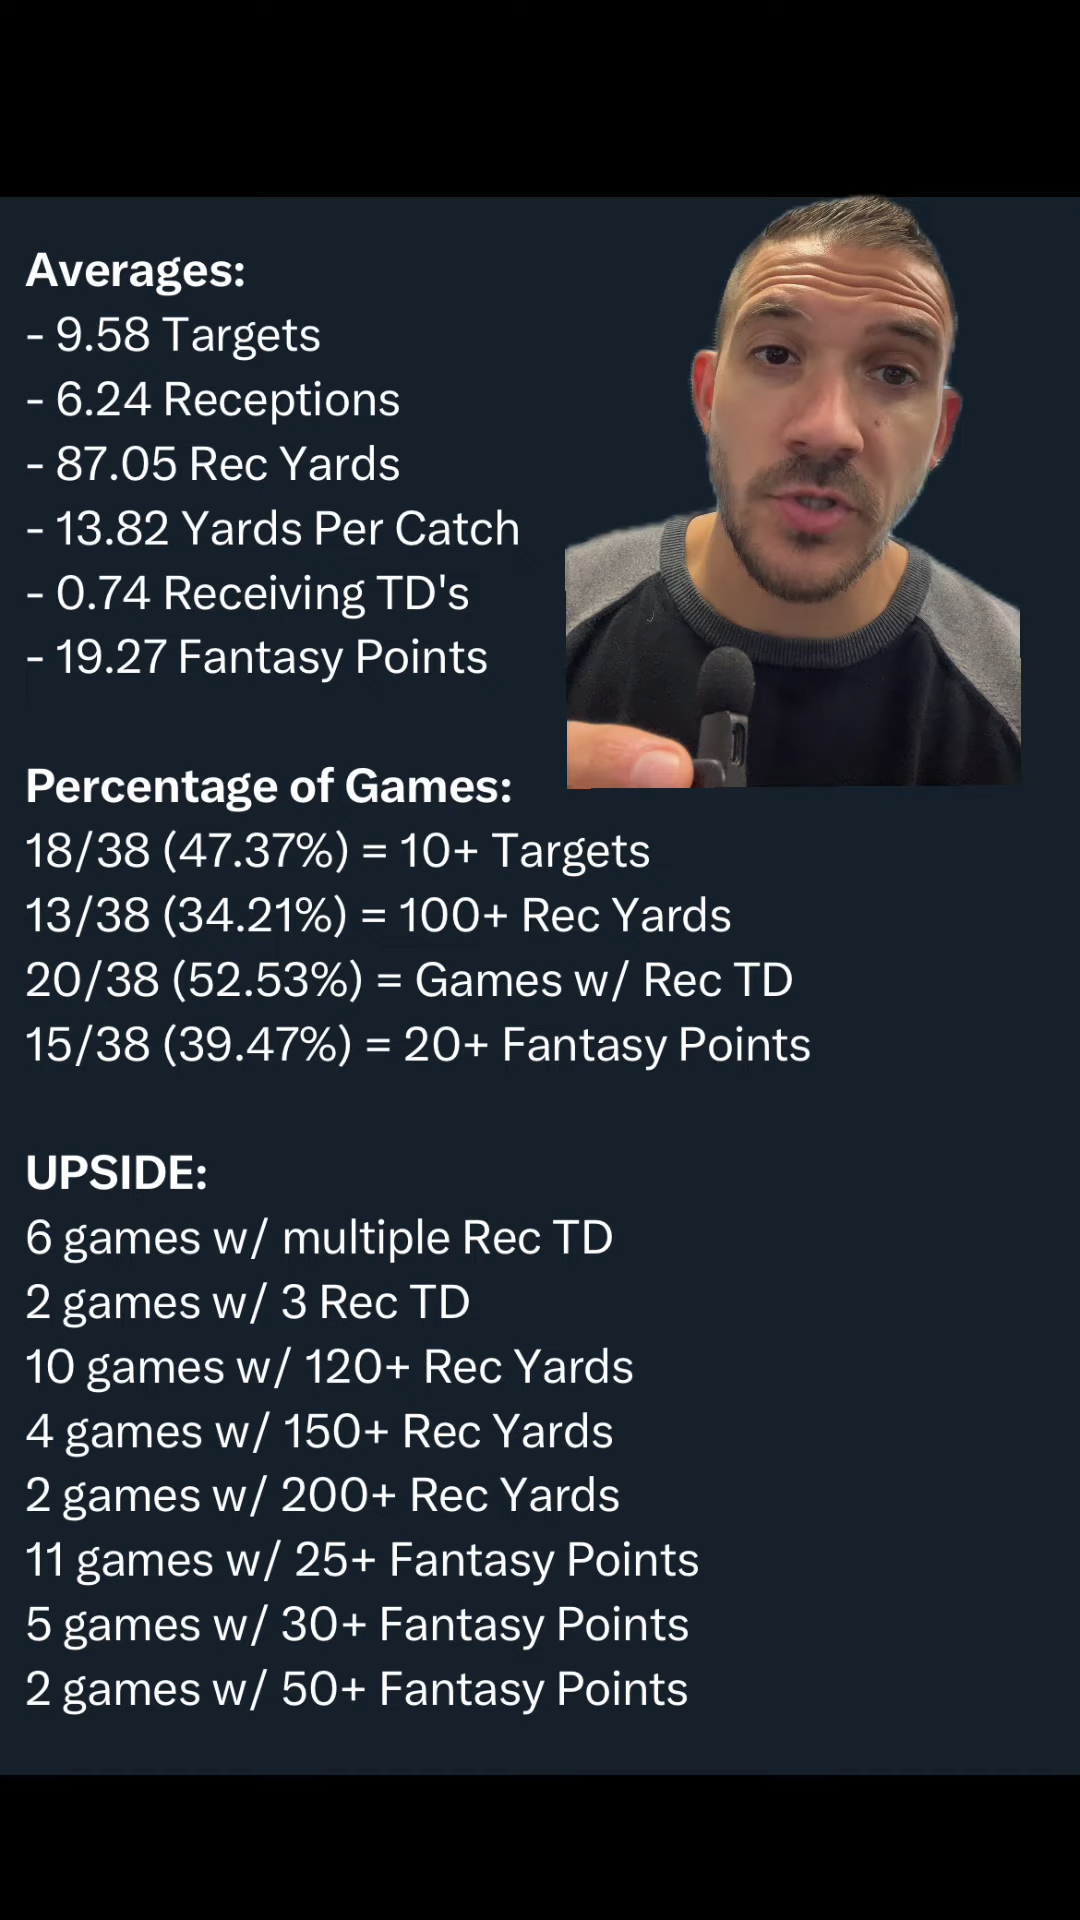 Averages:
- 9.58 Targets
- 6.24 Receptions
- 87.05 Rec Yards
- 13.82 Yards Per Catch
- 0.74 Receiving TD's
- 19.27 Fantasy Points
Percentage of Games:
18/38 (47.37%) = 10+ Targets
13/38 (34.21%) = 100+ Rec Yards
20/38 (52.53%) = Games w/ Rec TD
15/38 (39.47%) = 20+ Fantasy Points
UPSIDE:
6 games w/ multiple Rec TD
2 games w/ 3 Rec TD
10 games w/ 120+ Rec Yards
4 games w/ 150+ Rec Yards
2 games w/ 200+ Rec Yards
11 games w/ 25+ Fantasy Points
5 games w/ 30+ Fantasy Points
2 games w/ 50+ Fantasy Points